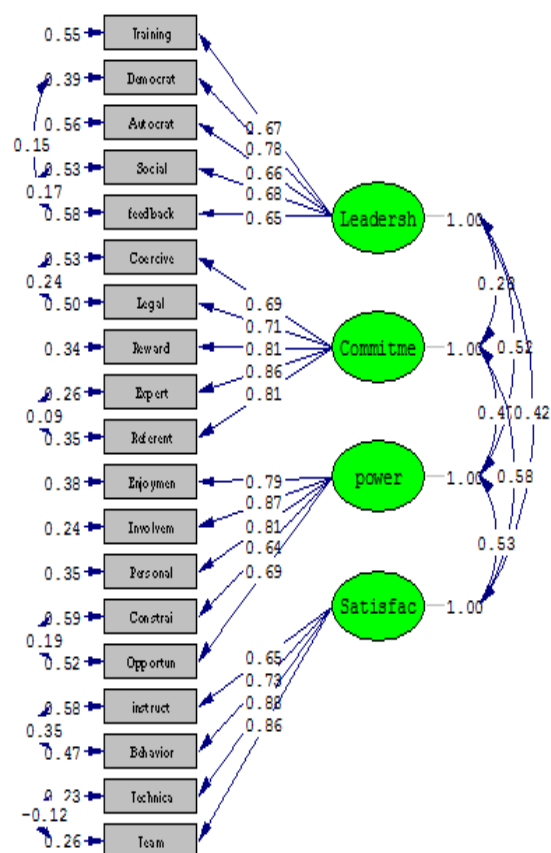 0.55 Training
0.39 Democrat
0.56 Autocrat
0.15
0.53 Social
0.17
0.58 feedback
0.67
0.78
0.66
0.68
0.65
Leadersh 1.00
0.53 Coercive
0.24
0.50 Legal
0.34 Reward
0.26 Expert
0.09
0.35 Referent
0.69
0.71
0.81
0.86
0.81
Commitme 1.00
0.38 Enjoymen
0.24 Involvem
0.35 Personal
0.59 Constrai
0.19
0.52 Opportun
0.79
0.87
0.81
0.64
0.69
power 1.00
0.58 instruct
0.35
0.47 Behavior
Technica
-0.12
0.26 Team
0.65
0.73
0.86
Satisfac 1.00
0.52
0.42
0.58
0.53